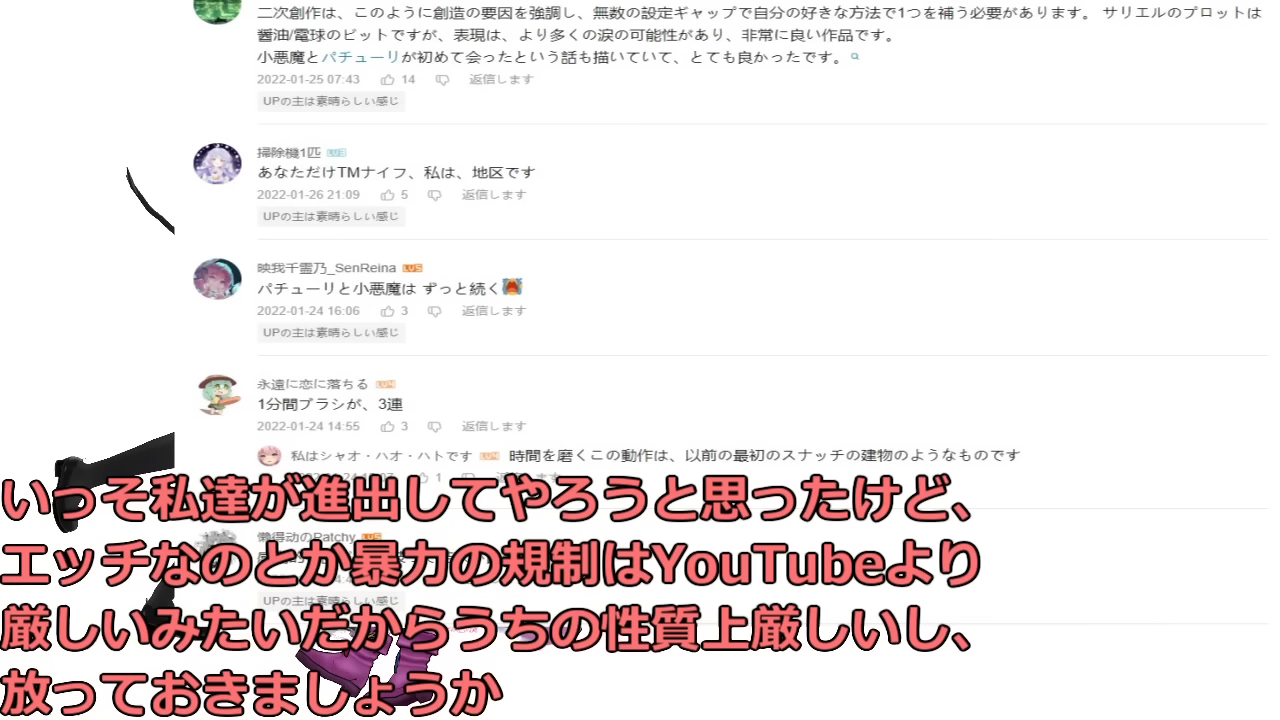 二次創作は、このように創造の要因を強調し、無数の設定ギャップで自分の好きな方法で1つを補う必要があります。 サリエルのプロットは
醤油/電球のビットですが、表現は、より多くの涙の可能性があり、非常に良い作品です。
小悪魔とパチューリが初めて会ったという話も描いていて、とても良かったです。
2022-01-25 07:43 14 返信します
UPの主は素晴らしい感じ
掃除機1匹
あなただけTMナイフ、私は、地区です
2022-01-26 21:09 5 返信します
UPの主は素晴らしい感じ
映我千霊乃_SenReina LV5
パチューリと小悪魔は ずっと続く
2022-01-24 16:06 3 返信します
UPの主は素晴らしい感じ
永遠に恋に落ちる
1分間ブラシが、3連
2022-01-24 14:55 3 返信します
私はシャオ・ハオ・ハトです 時間を磨くこの動作は、以前の最初のスナッチの建物のようなものです
1
いっそ私達が進出してやろうと思ったけど、
懒得动のPatchy LV5
エッチなのとか暴力の規制はYouTubeより
UPの主は素晴らしい感じ
厳しいみたいだからうちの性質上厳しいし、
放っておきましょうか